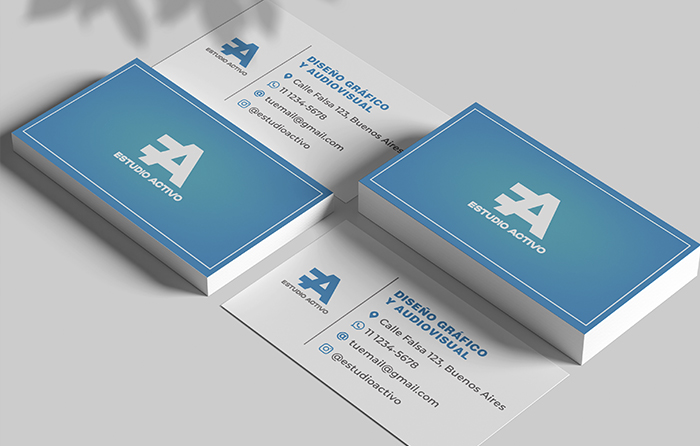 EA
ESTUDIO ACTIVO
DISEÑO GRÁFICO
Y AUDIOVISUAL
Calle Falsa 123, Buenos Aires
11 1234-5678
tuemail@gmail.com
@estudioactivo
EA
ESTUDIO ACTIVO
EA
ESTUDIO ACTIVO
EA
ESTUDIO ACTIVO
DISEÑO GRÁFICO
Y AUDIOVISUAL
Calle Falsa 123, Buenos Aires
11 1234-5678
tuemail@gmail.com
@estudioactivo